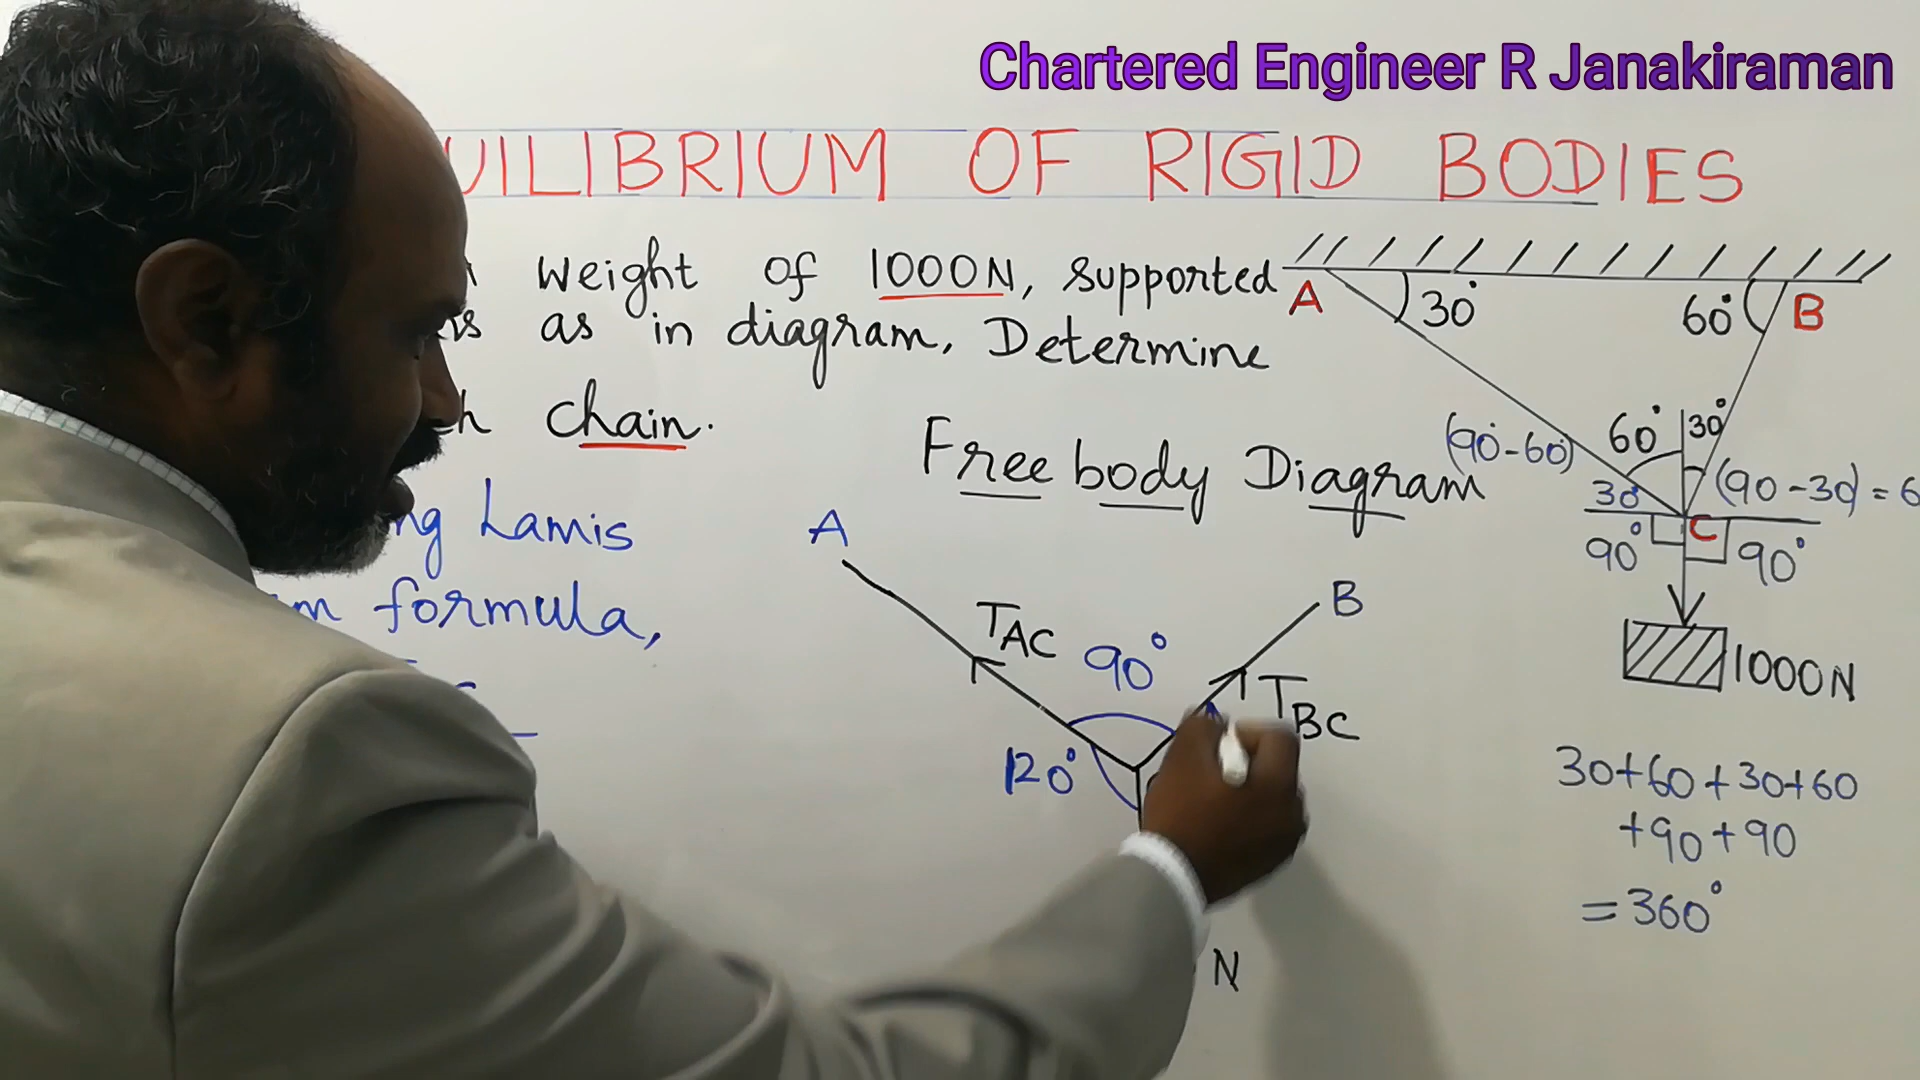 Chartered Engineer R Janakiraman
UILIBRIUM OF RIGID BODIES
weight of 1000N, supported
as in diagram, Determine
chain.
Free body Diagram
Lamis
formula,
A
B
30°
60°
60°
30°
(90°-60)
30°
(90-30) = 6
C
90°
90°
1000N
A
B
TAC
90°
TBC
120°
N
30+60+30+60
+90+90
=360°